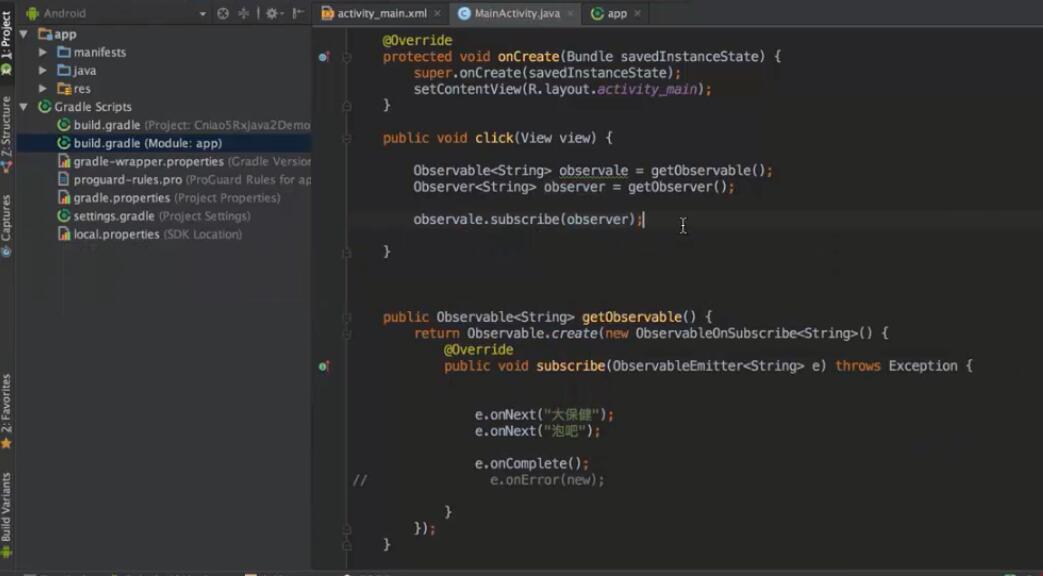 Android
activity_main.xml
MainActivity.java
app
1: Project
Z: Structure
Captures
2: Favorites
Build Variants
app
manifests
java
res
Gradle Scripts
build.gradle (Project: Cniao5Rxjava2Demo
build.gradle (Module: app)
gradle-wrapper.properties (Gradle Version
proguard-rules.pro (ProGuard Rules for ap
gradle.properties (Project Properties)
settings.gradle (Project Settings)
local.properties (SDK Location)
@Override
protected void onCreate(Bundle savedInstanceState) {
super.onCreate(savedInstanceState);
setContentView(R.layout.activity_main);
}
public void click(View view) {
Observable<String> observale = getObservable();
Observer<String> observer = getObserver();
observale.subscribe(observer);
}
public Observable<String> getObservable() {
return Observable.create(new ObservableOnSubscribe<String>() {
@Override
public void subscribe(ObservableEmitter<String> e) throws Exception {
e.onNext("大保健");
e.onNext("泡吧");
e.onComplete();
// e.onError(new);
}
});
}